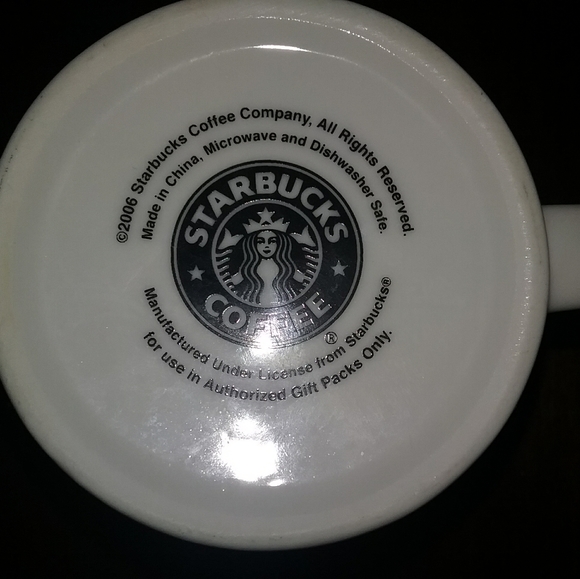 ©2006 Starbucks Coffee Company, All Rights Reserved.
Made in China, Microwave and Dishwasher Safe.
STARBUCKS
COFFEE
®
Manufactured Under License from Starbucks®
for use in Authorized Gift Packs Only.